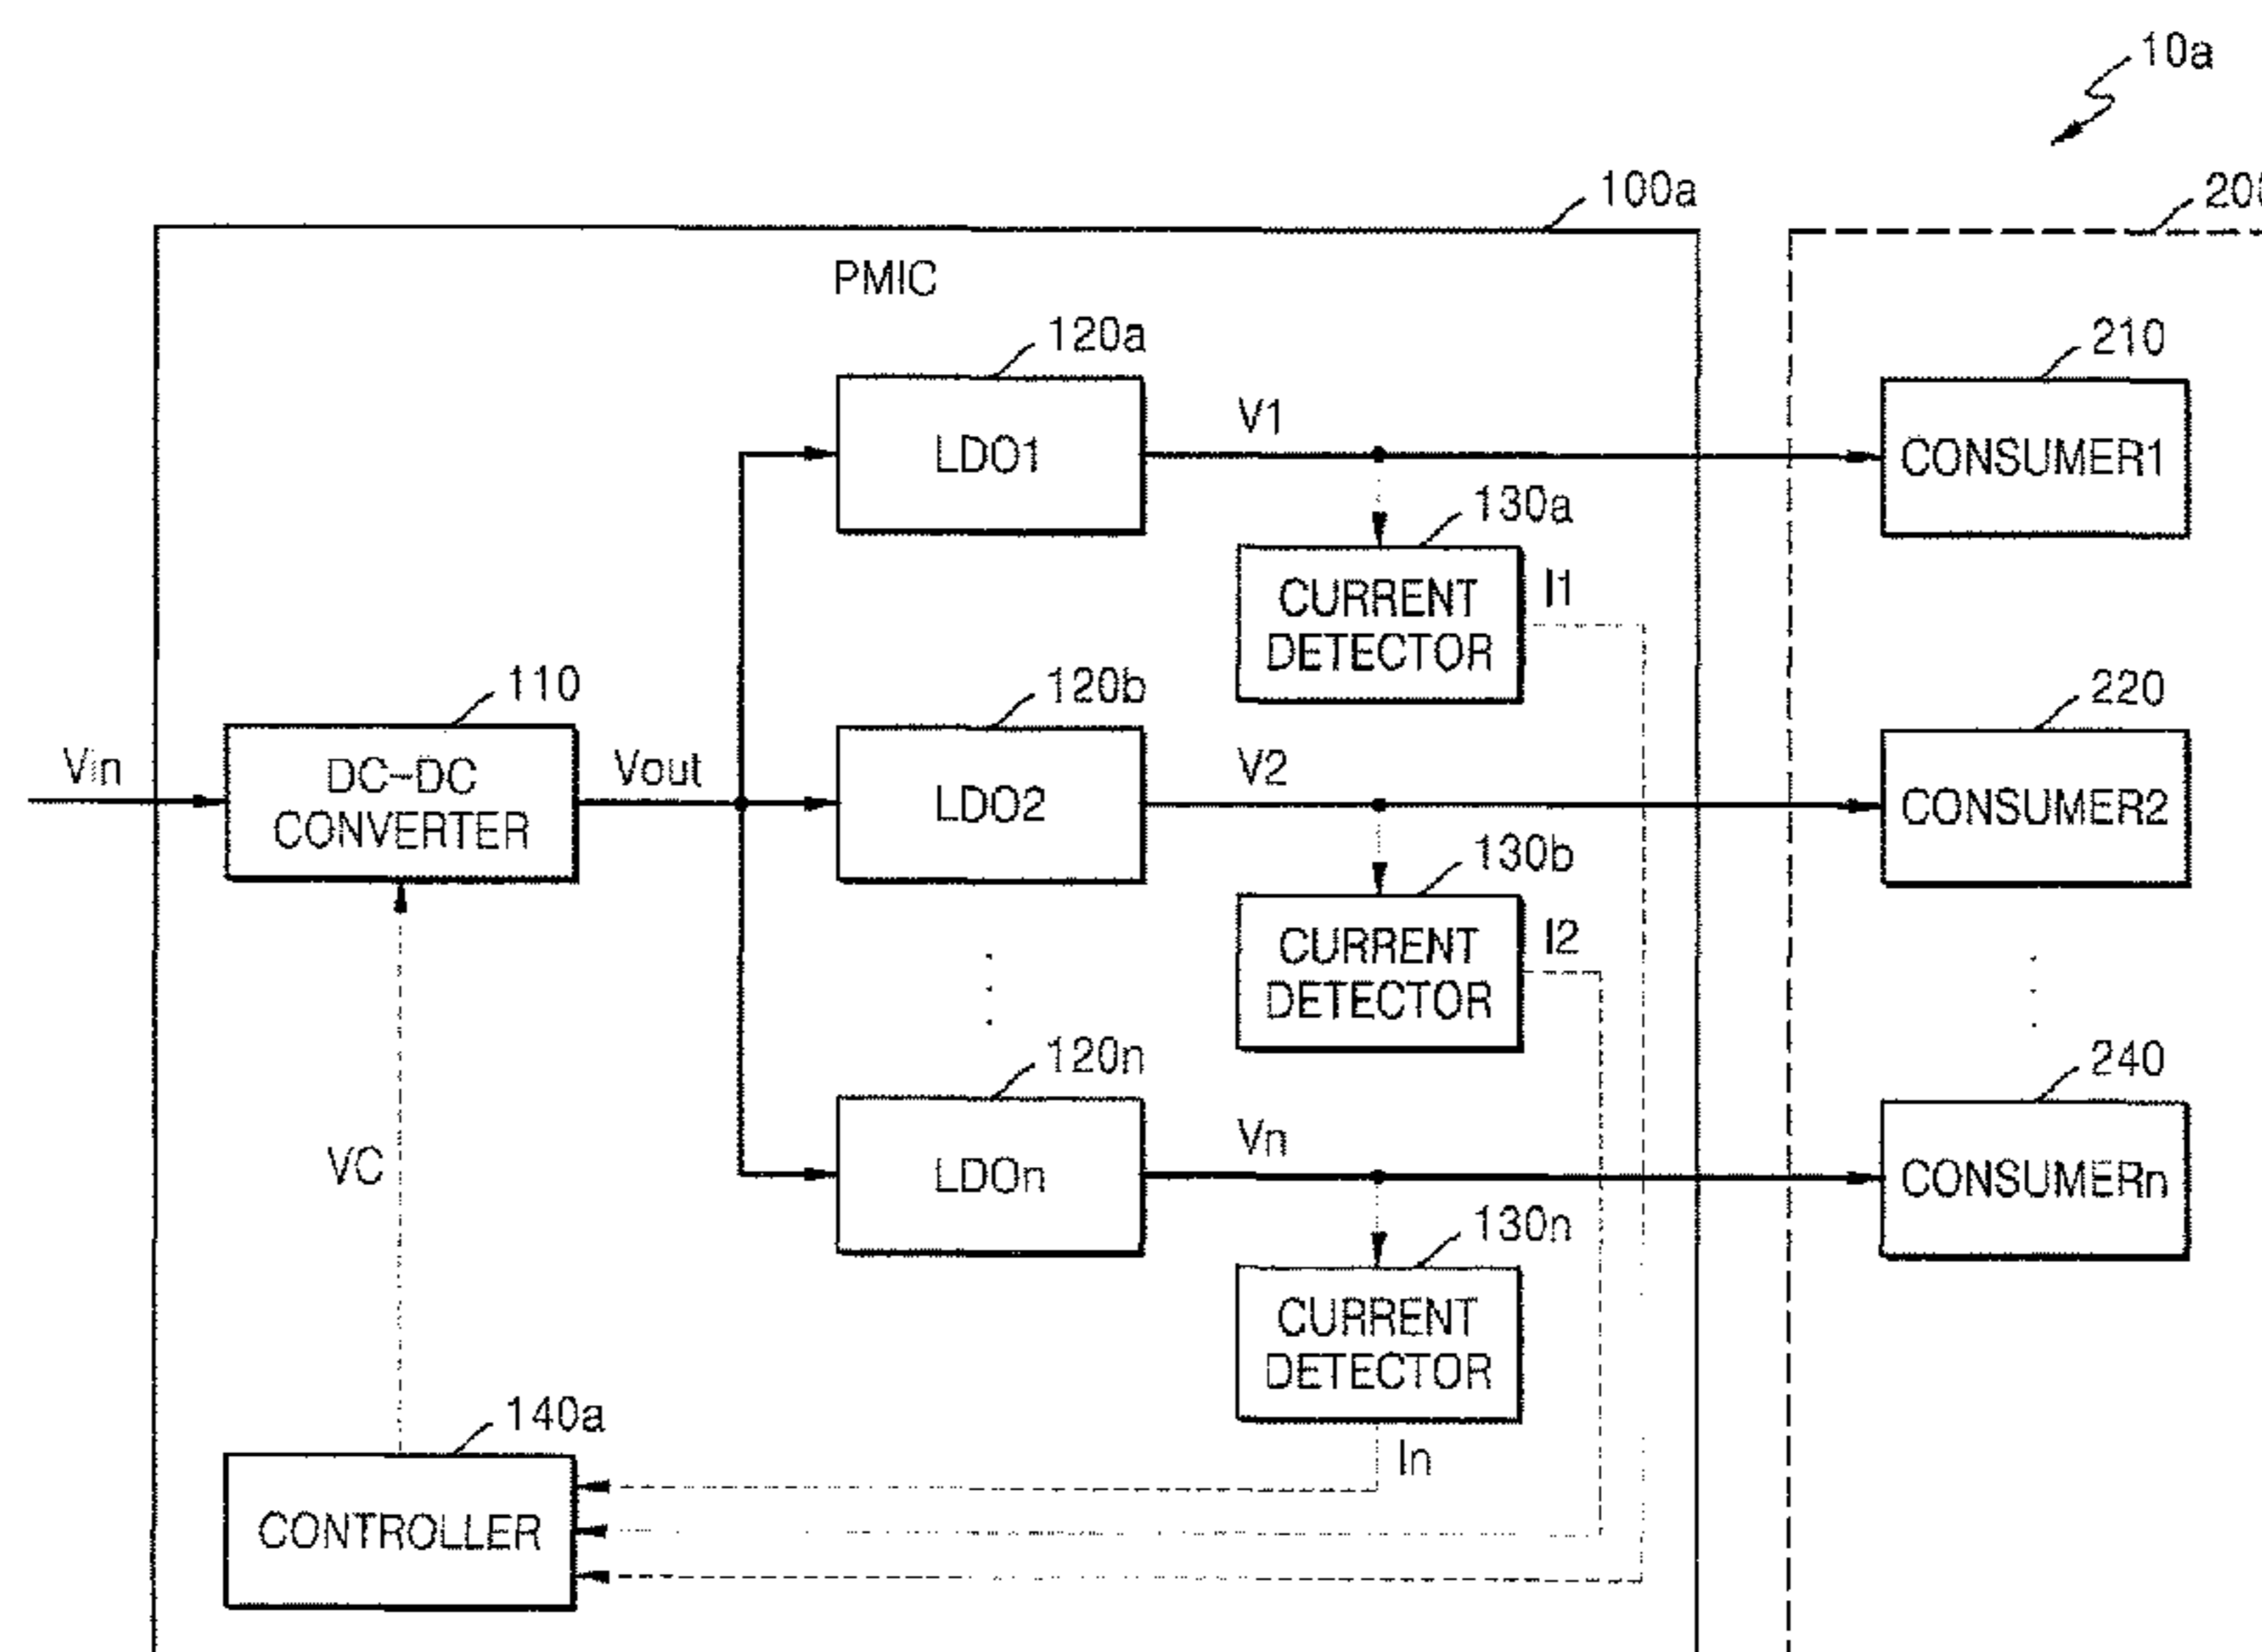 10a
100a
200
PMIC
120a
210
LDO1
V1
CONSUMER1
130a
CURRENT
DETECTOR
I1
110
120b
220
Vin
DC-DC
CONVERTER
Vout
LDO2
V2
CONSUMER2
130b
CURRENT
DETECTOR
I2
120n
240
VC
LDOn
Vn
CONSUMERn
130n
CURRENT
DETECTOR
140a
In
CONTROLLER